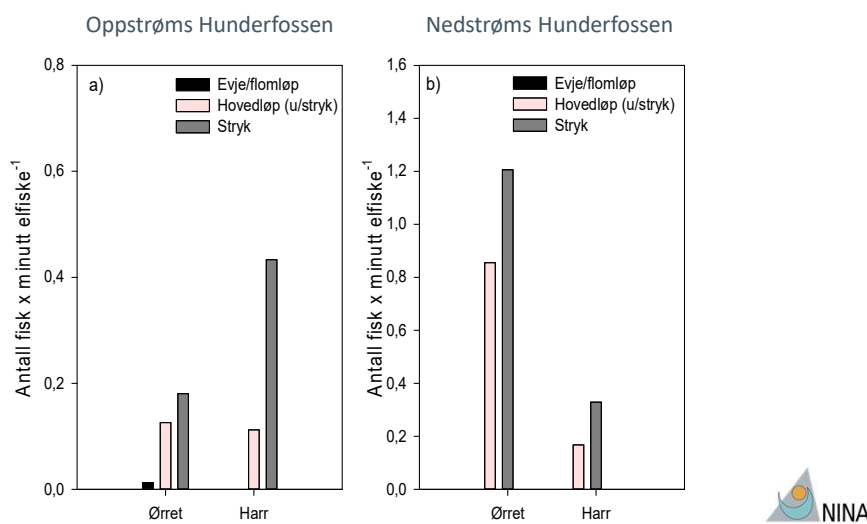 Oppstrøms Hunderfossen
Nedstrøms Hunderfossen
a)
Evje/flomløp
Hovedløp (u/stryk)
Stryk
Antall fisk x minutt elfiske-1
0,8
0,6
0,4
0,2
0,0
Ørret Harr
b)
Evje/flomløp
Hovedløp (u/stryk)
Stryk
Antall fisk x minutt elfiske-1
1,6
1,4
1,2
1,0
0,8
0,6
0,4
0,2
0,0
Ørret Harr
NINA